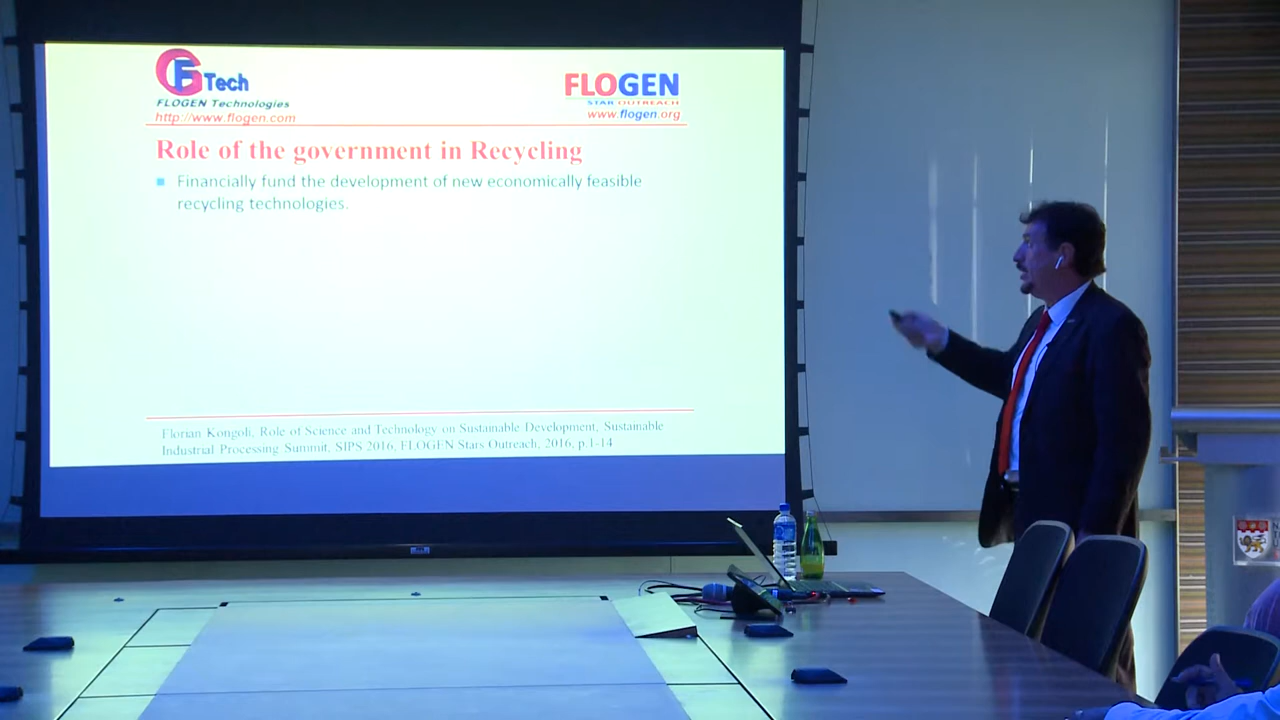 GF Tech
FLOGEN Technologies
http://www.flogen.com
FLOGEN
STAR OUTREACH
www.flogen.org
Role of the government in Recycling
Financially fund the development of new economically feasible
recycling technologies.
Florian Kongoli, Role of Science and Technology on Sustainable Development, Sustainable
Industrial Processing Summit, SIPS 2016, FLOGEN Stars Outreach, 2016, p.1-14